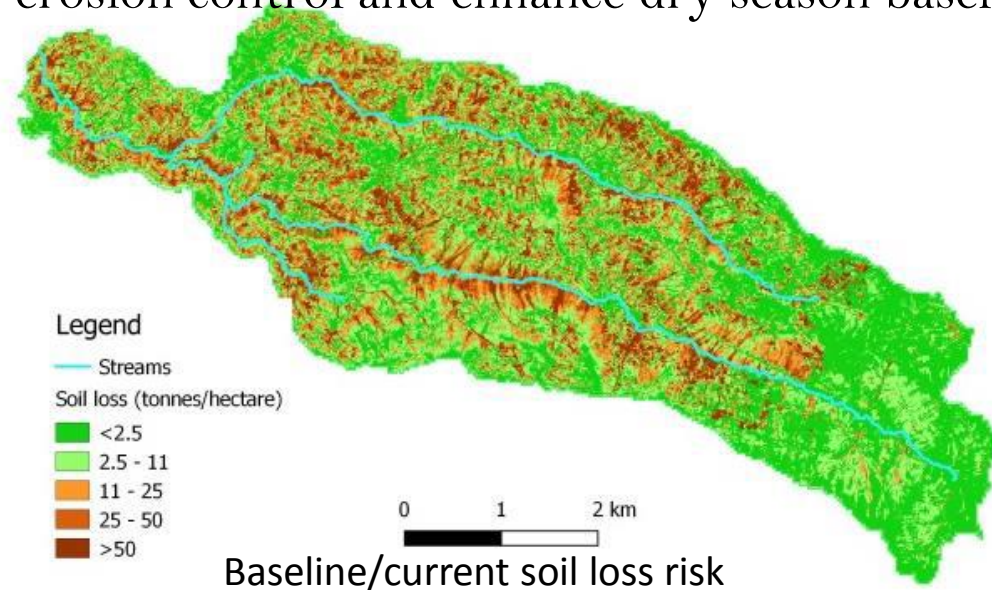 erosion control and enhance dry season
Legend
Streams
Soil loss (tonnes/hectare)
<2.5
2.5 - 11
11 - 25
25 - 50
>50
0 1 2 km
Baseline/current soil loss risk